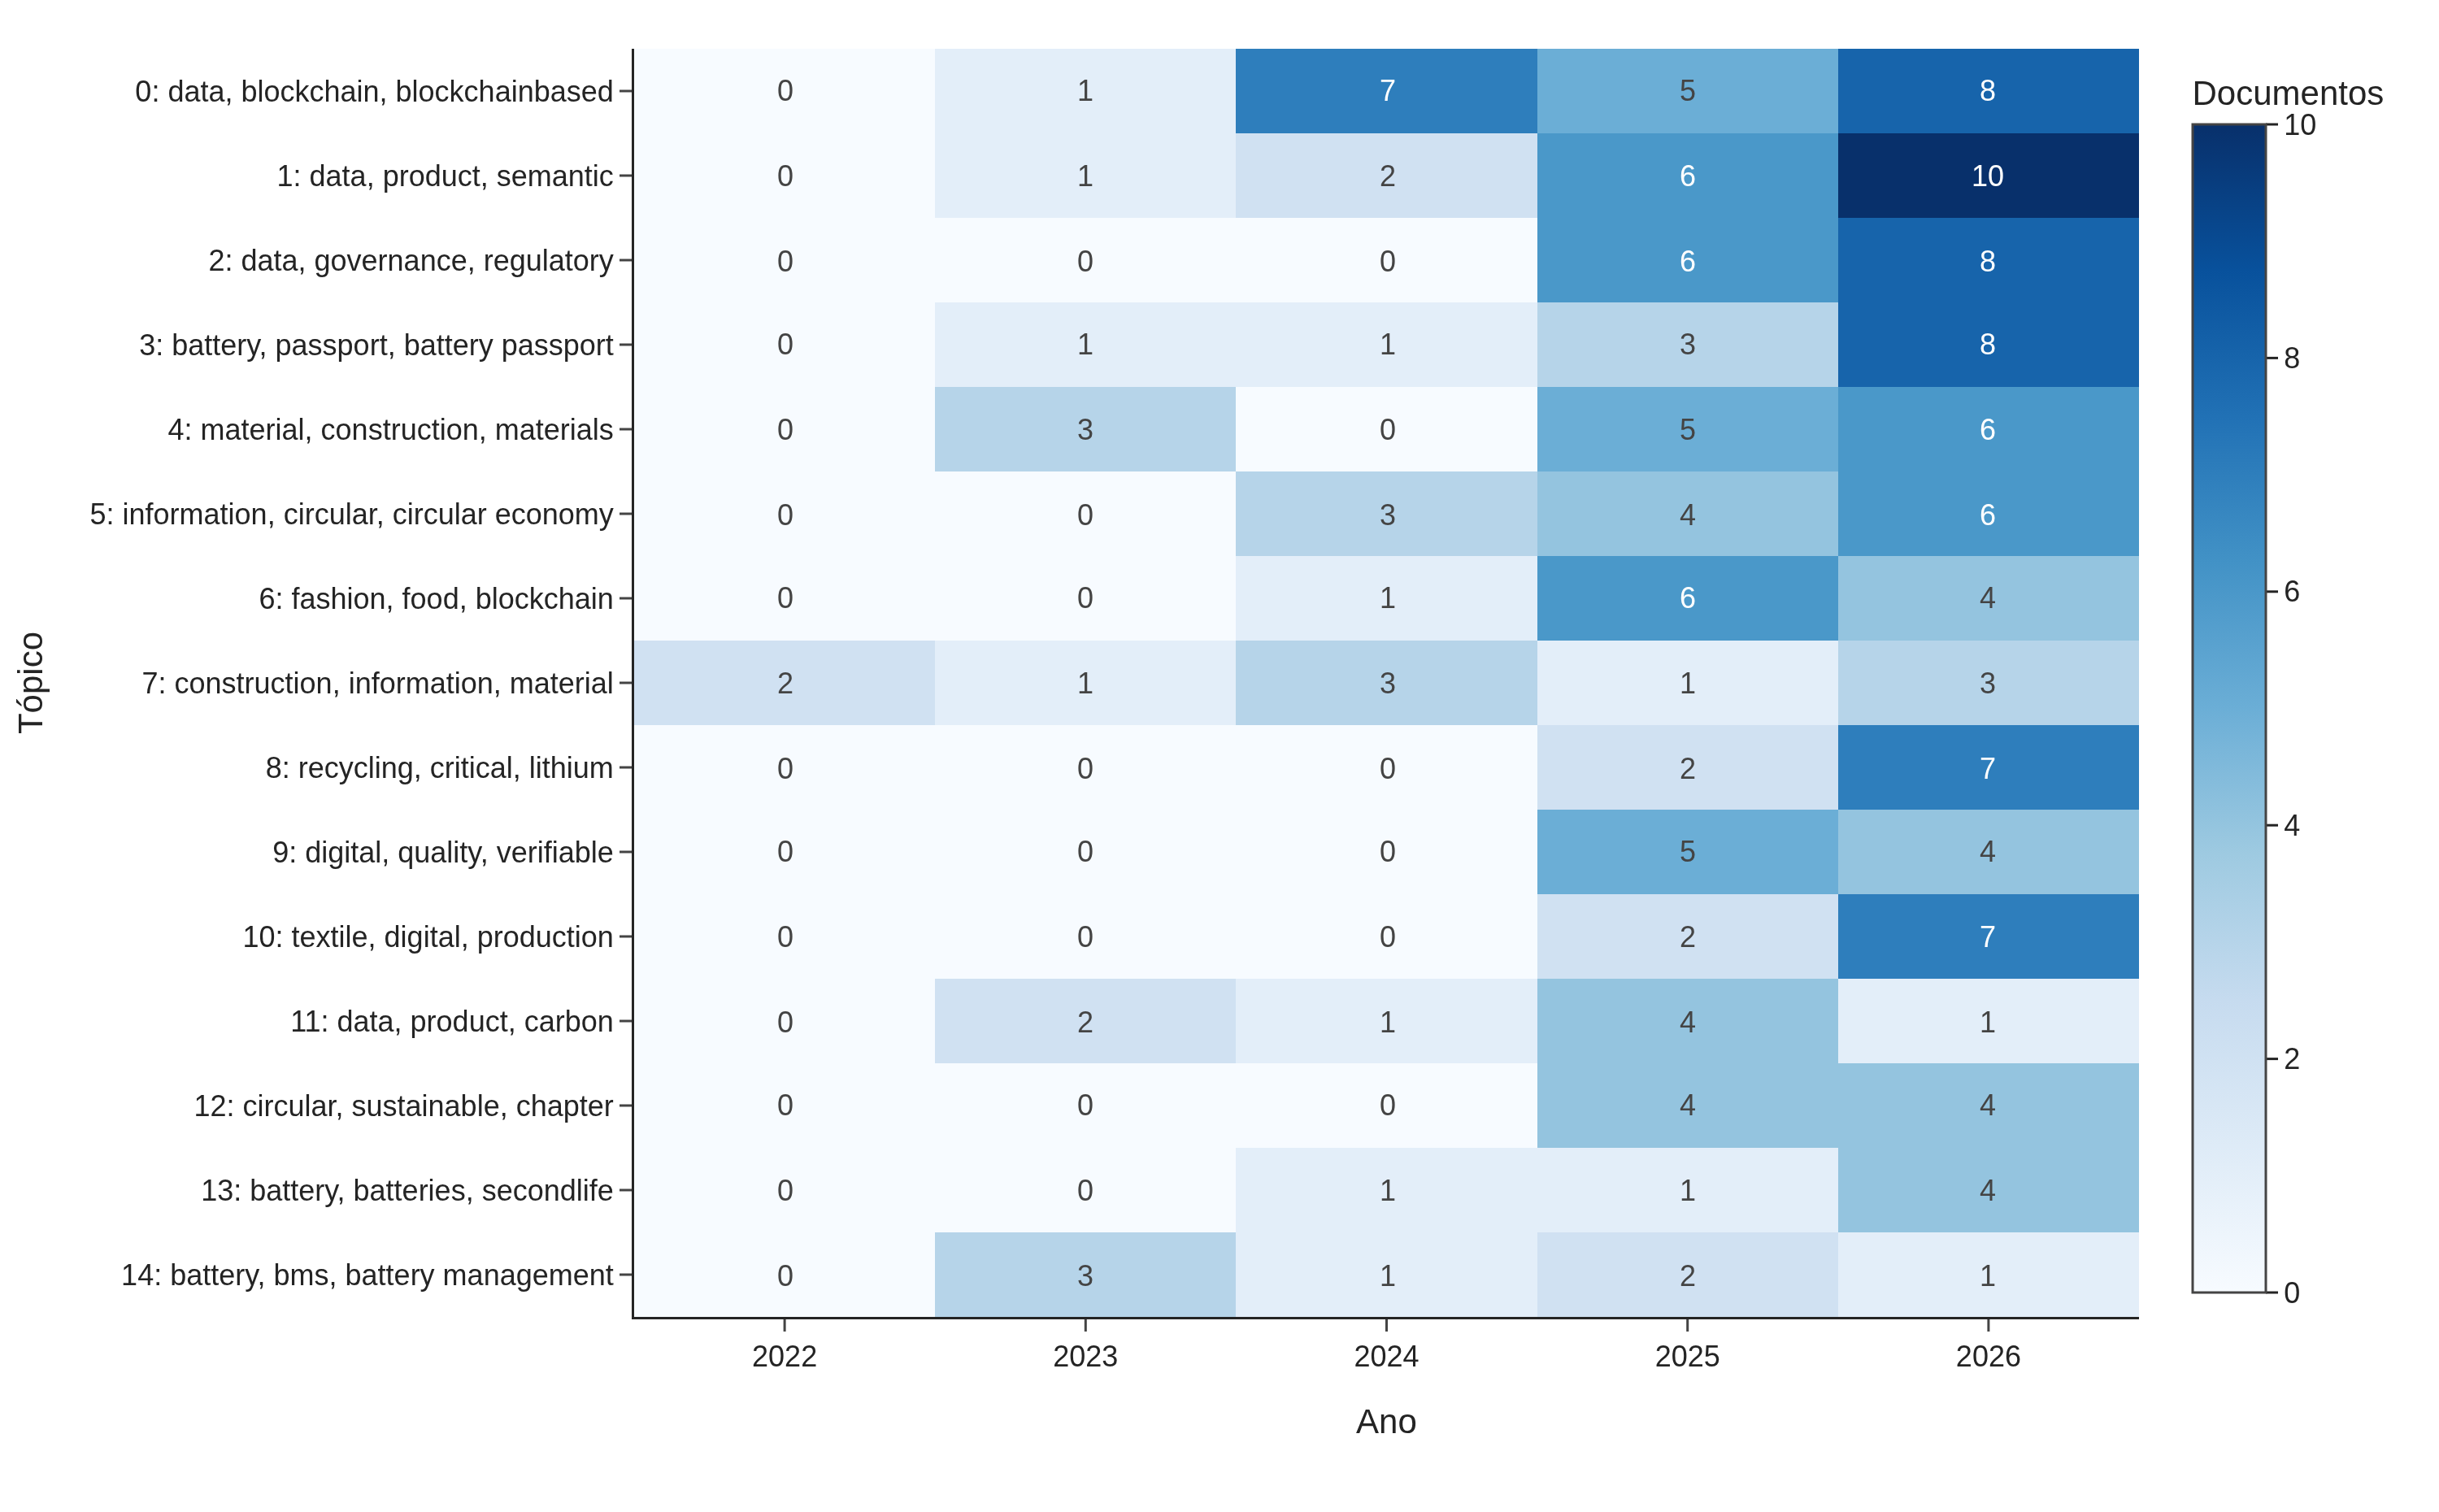 0: data, blockchain, blockchainbased 0 1 7 5 8
Documentos
10
1: data, product, semantic 0 1 2 6 10
2: data, governance, regulatory 0 0 0 6 8
3: battery, passport, battery passport 0 1 1 3 8
8
4: material, construction, materials 0 3 0 5 6
5: information, circular, circular economy 0 0 3 4 6
6: fashion, food, blockchain 0 0 1 6 4
6
Tópico
7: construction, information, material 2 1 3 1 3
8: recycling, critical, lithium 0 0 0 2 7
4
9: digital, quality, verifiable 0 0 0 5 4
10: textile, digital, production 0 0 0 2 7
11: data, product, carbon 0 2 1 4 1
2
12: circular, sustainable, chapter 0 0 0 4 4
13: battery, batteries, secondlife 0 0 1 1 4
14: battery, bms, battery management 0 3 1 2 1
0
2022 2023 2024 2025 2026
Ano